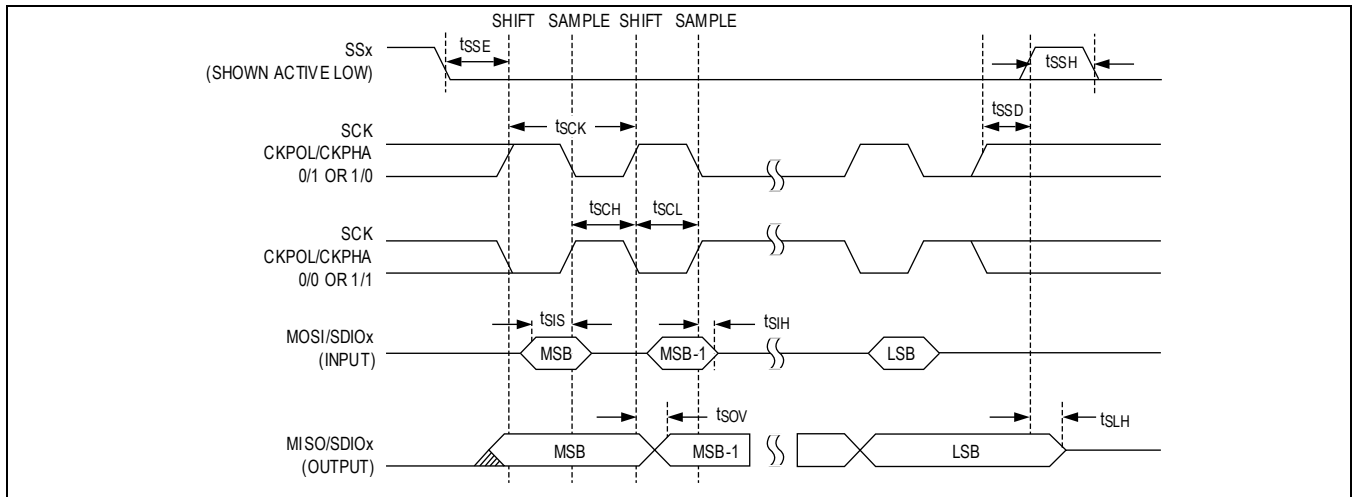 SHIFT SAMPLE SHIFT SAMPLE
SSx
(SHOWN ACTIVE LOW)
tSSE
tSSH
tSSD
SCK
CKPOL/CKPHA
0/1 OR 1/0
tSCK
tSCH
tSCL
SCK
CKPOL/CKPHA
0/0 OR 1/1
MOSI/SDIOx
(INPUT)
tSIS
tSIH
MSB
MSB-1
LSB
MISO/SDIOx
(OUTPUT)
tSOV
tSLH
MSB
MSB-1
LSB